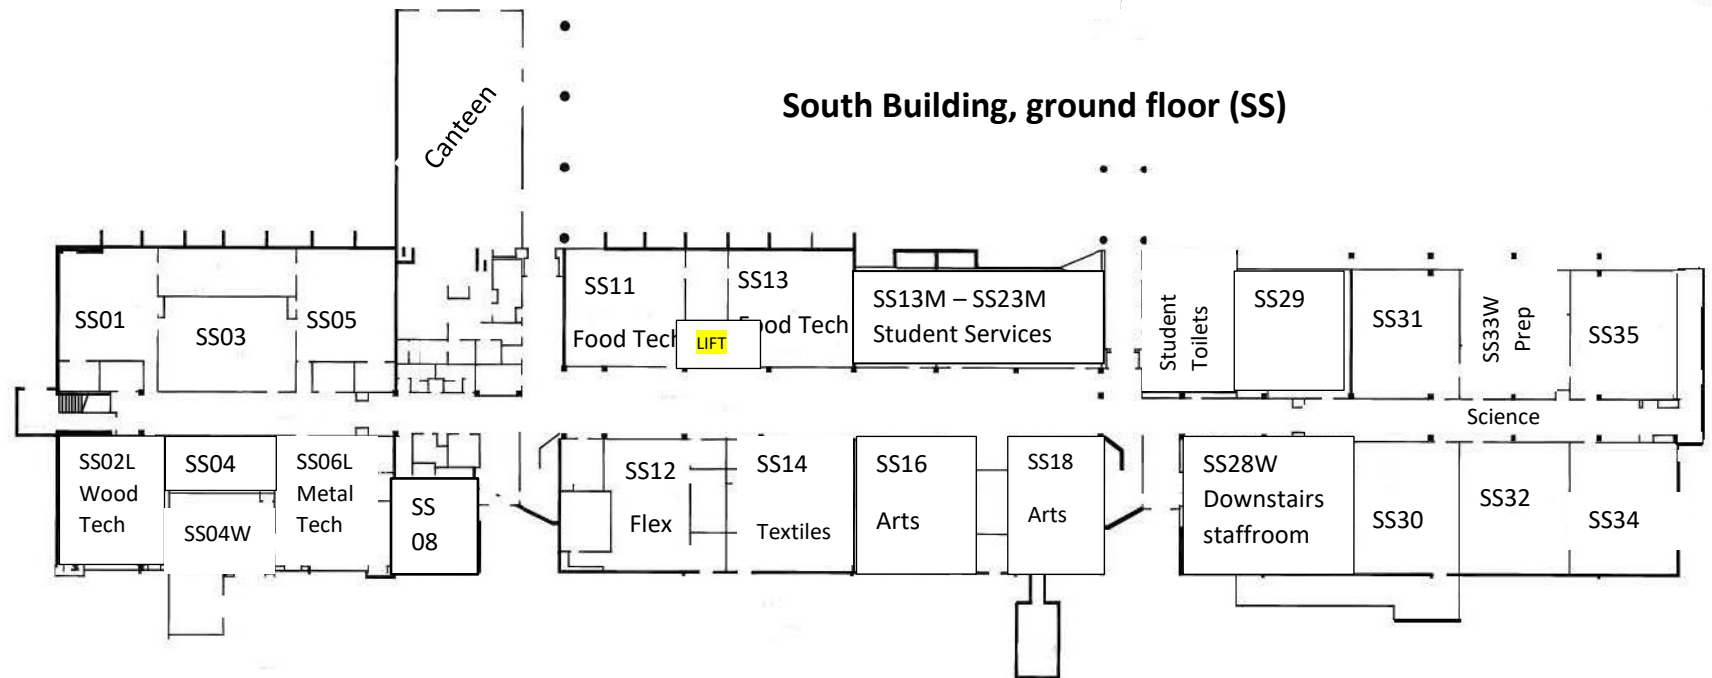 South Building, ground floor (SS)
Canteen
SS01
SS03
SS05
SS11
Food Tech
LIFT
SS13
Food Tech
SS13M – SS23M
Student Services
Student
Toilets
SS29
SS31
SS33W
Prep
SS35
Science
SS02L
Wood
Tech
SS04
SS04W
SS06L
Metal
Tech
SS
08
SS12
Flex
SS14
Textiles
SS16
Arts
SS18
Arts
SS28W
Downstairs
staffroom
SS30
SS32
SS34